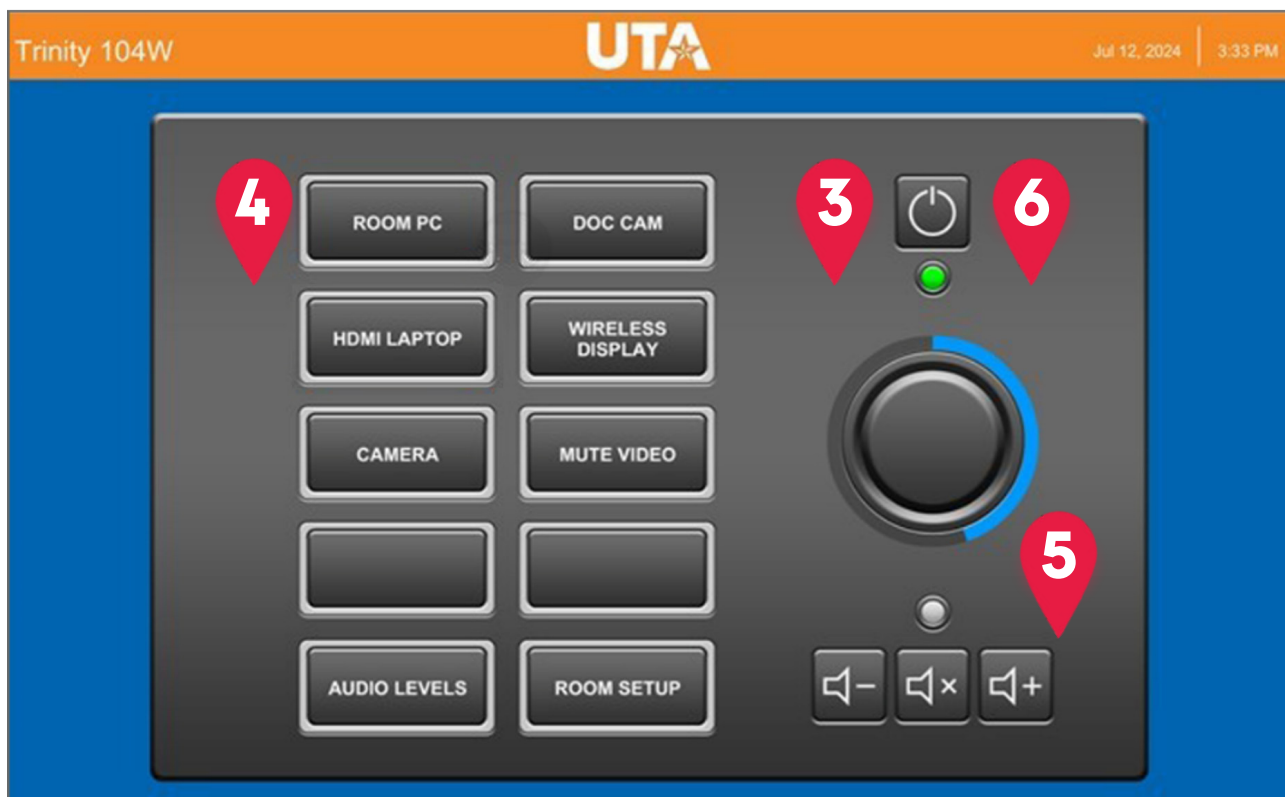 Trinity 104W
UTA
Jul 12, 2024
3:33 PM
4
ROOM PC
DOC CAM
3
6
HDMI LAPTOP
WIRELESS
DISPLAY
CAMERA
MUTE VIDEO
5
AUDIO LEVELS
ROOM SETUP